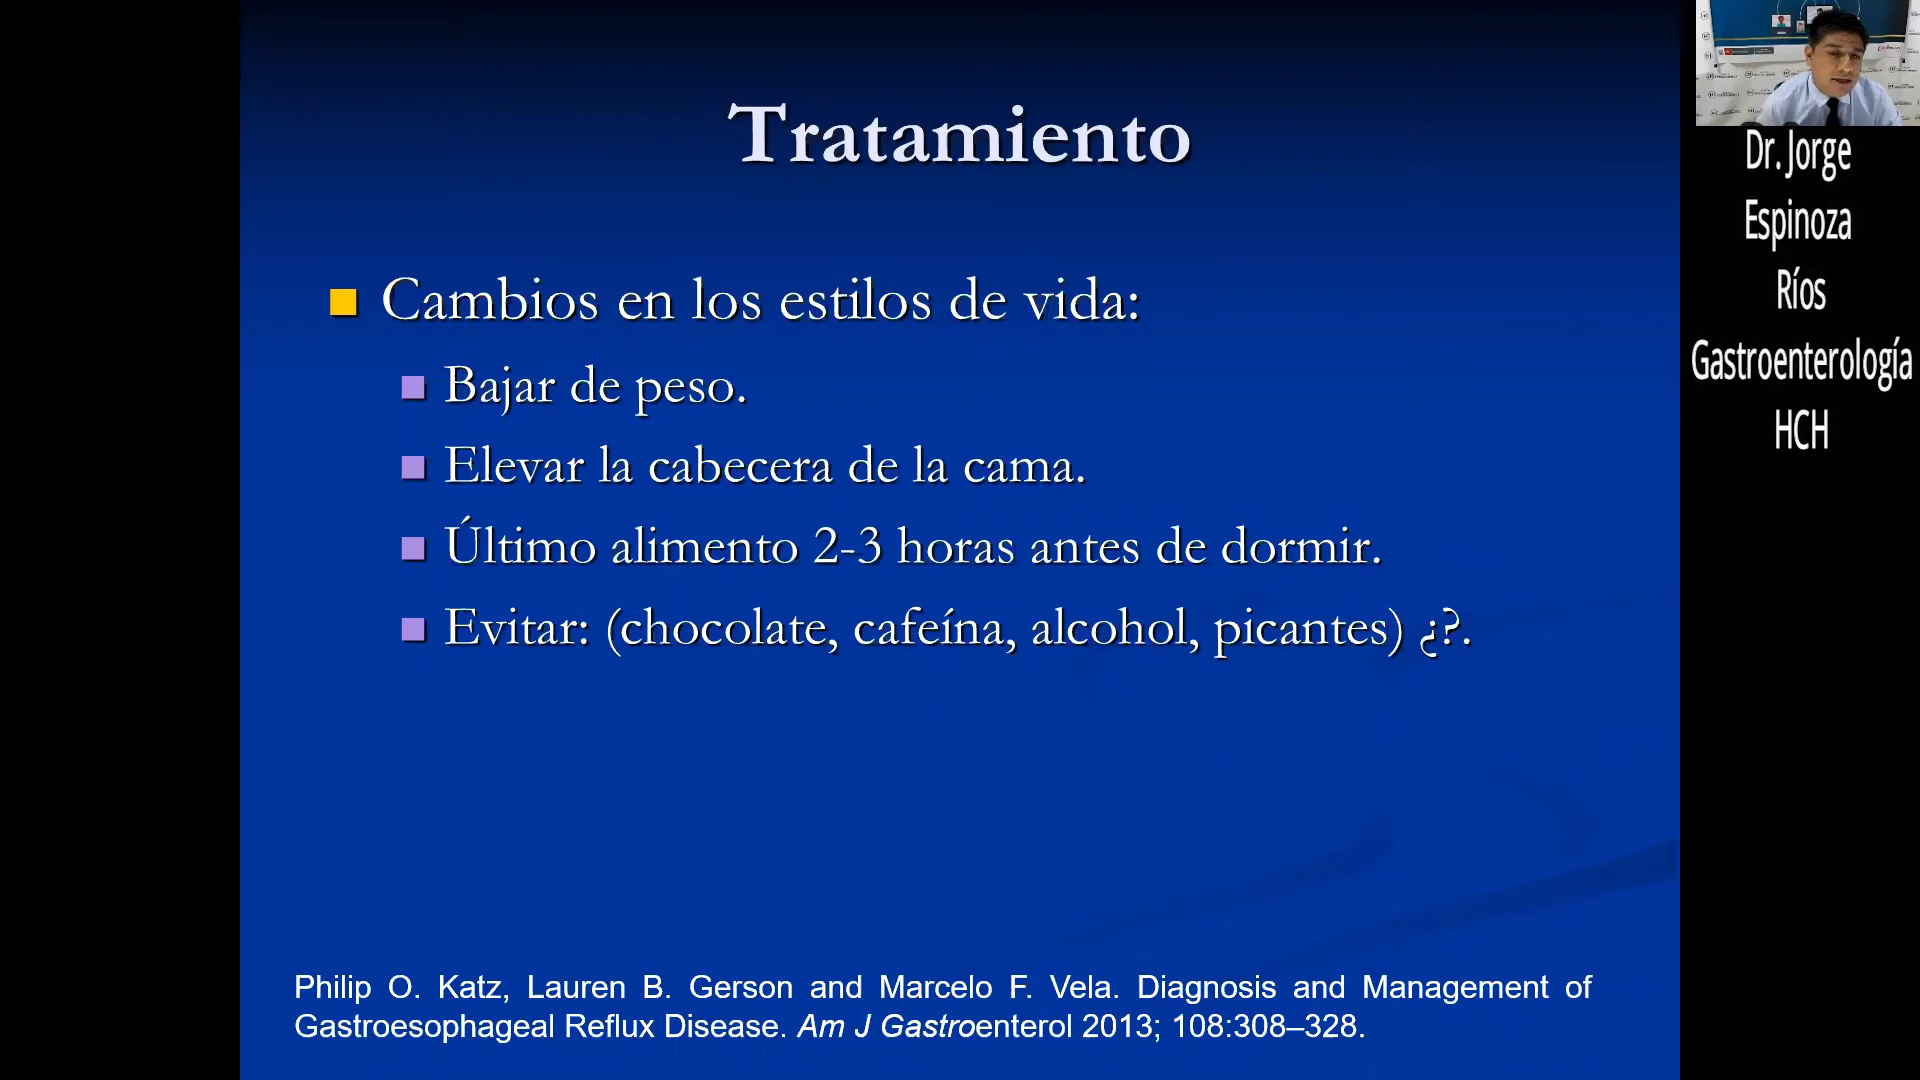 Tratamiento
Cambios en los estilos de vida:
Bajar de peso.
Elevar la cabecera de la cama.
Último alimento 2-3 horas antes de dormir.
Evitar: (chocolate, cafeína, alcohol, picantes) ¿?.
Philip O. Katz, Lauren B. Gerson and Marcelo F. Vela. Diagnosis and Management of
Gastroesophageal Reflux Disease. Am J Gastroenterol 2013; 108:308–328.
Dr. Jorge
Espinoza
Ríos
Gastroenterología
HCH